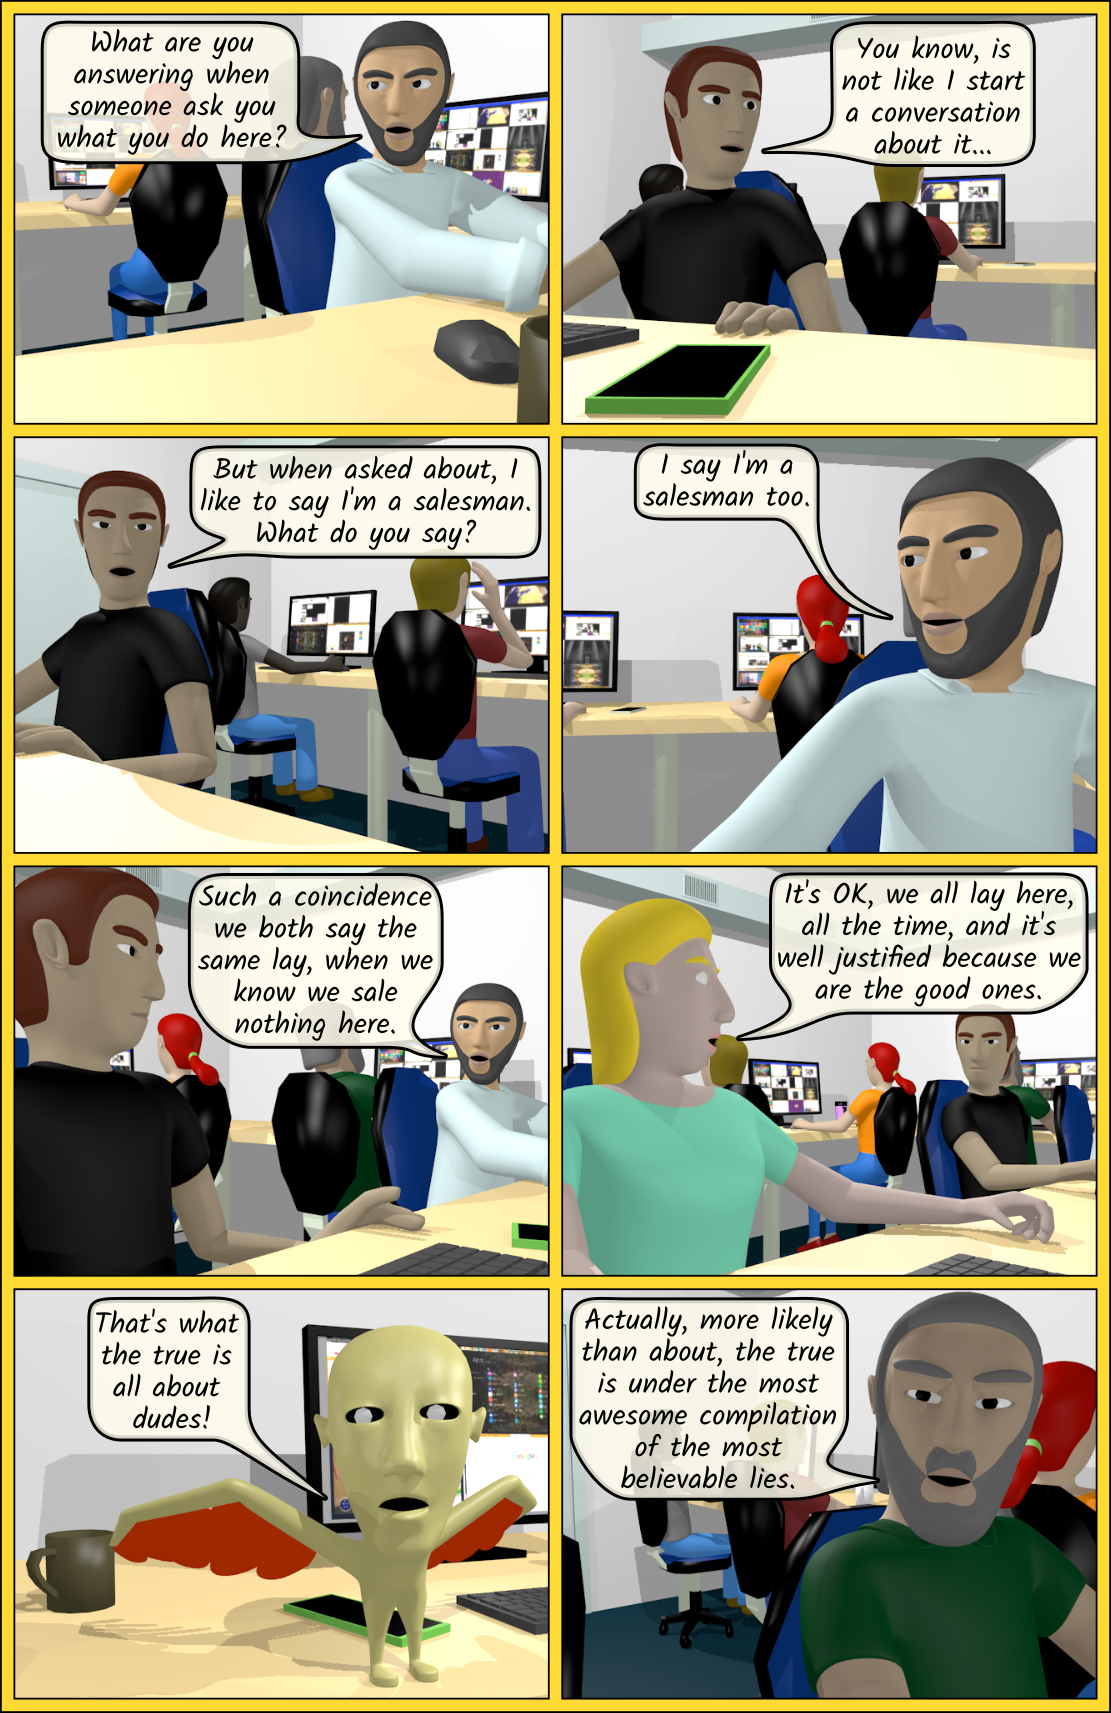 What are you
answering when
someone ask you
what you do here?
You know, is
not like I start
a conversation
about it...
But when asked about, I
like to say I'm a salesman.
What do you say?
I say I'm a
salesman too.
Such a coincidence
we both say the
same lay, when we
know we sale
nothing here.
It's OK, we all lay here,
all the time, and it's
well justified because we
are the good ones.
That's what
the true is
all about
dudes!
Google
Actually, more likely
than about, the true
is under the most
awesome compilation
of the most
believable lies.